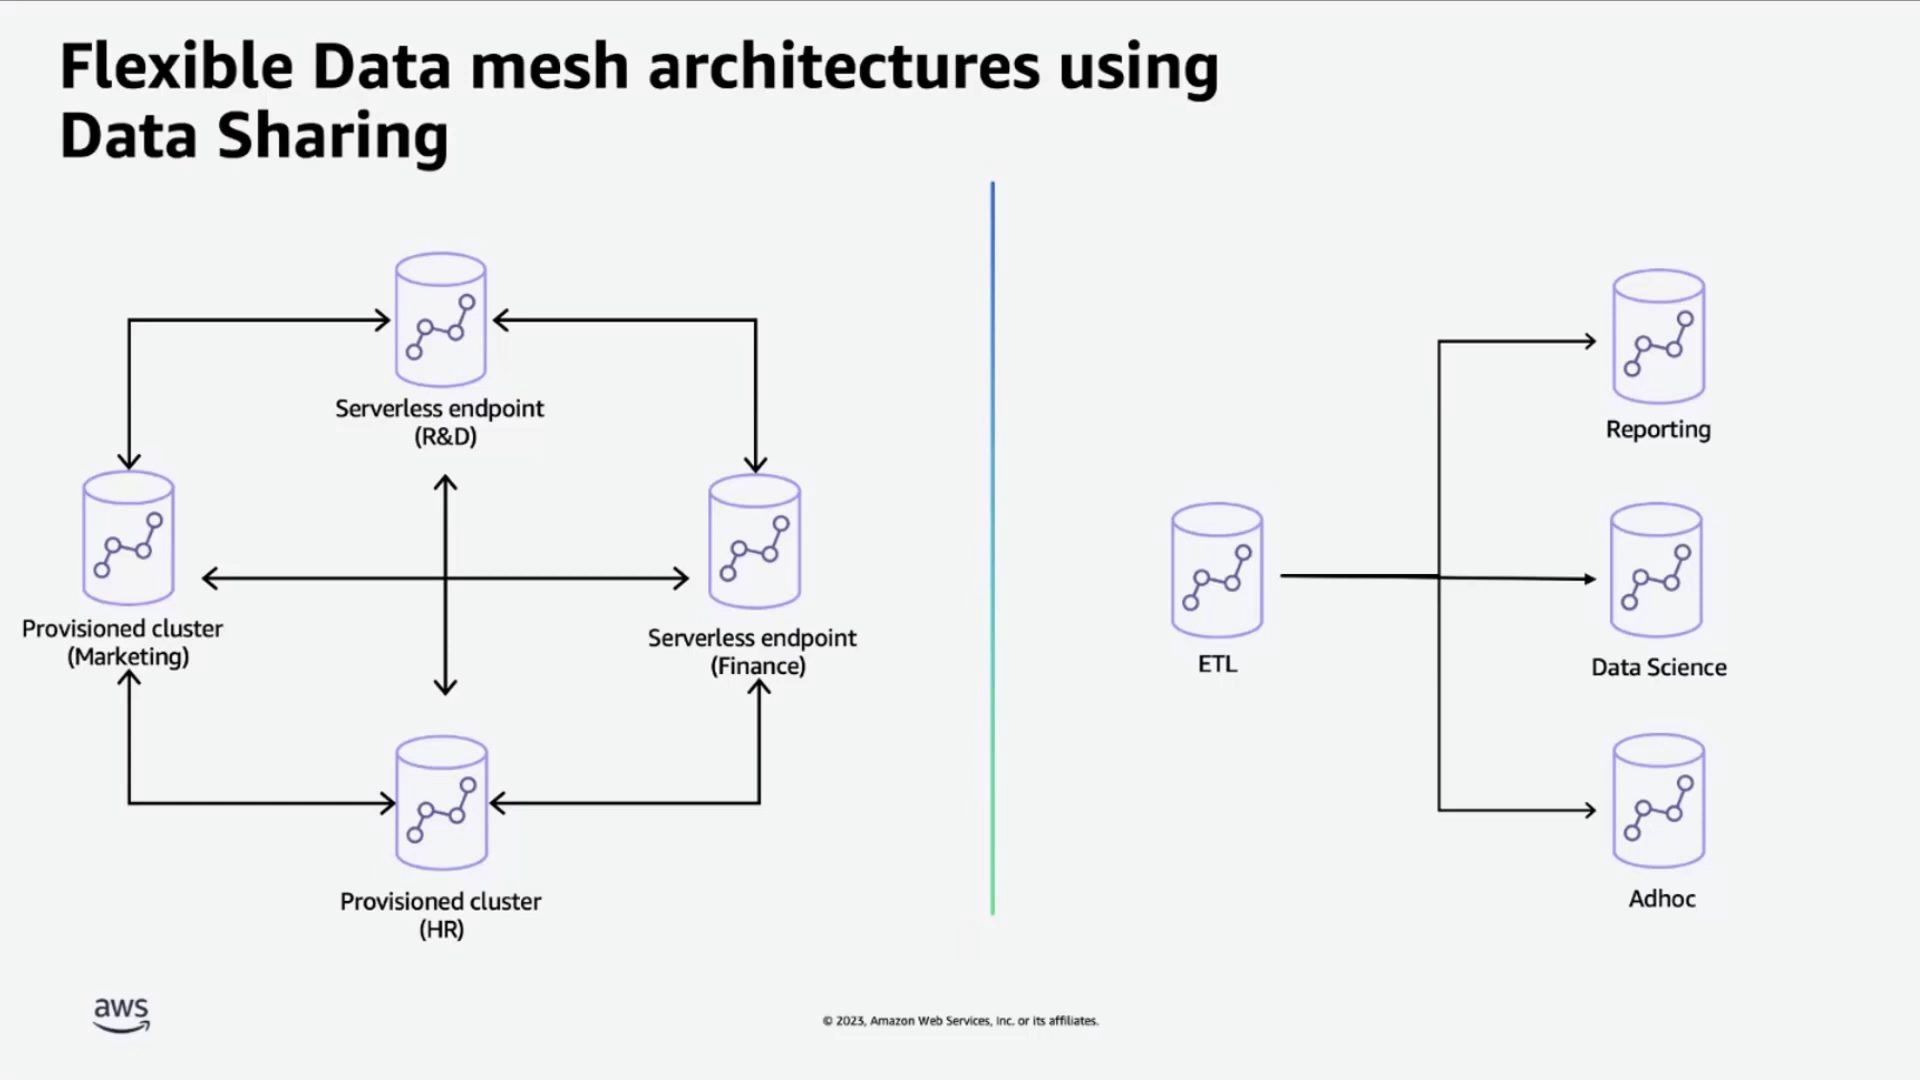 Flexible Data mesh architectures using
Data Sharing
Serverless endpoint
(R&D)
Provisioned cluster
(Marketing)
Serverless endpoint
(Finance)
Provisioned cluster
(HR)
Reporting
ETL
Data Science
Adhoc
aws
© 2023, Amazon Web Services, Inc. or its affiliates.